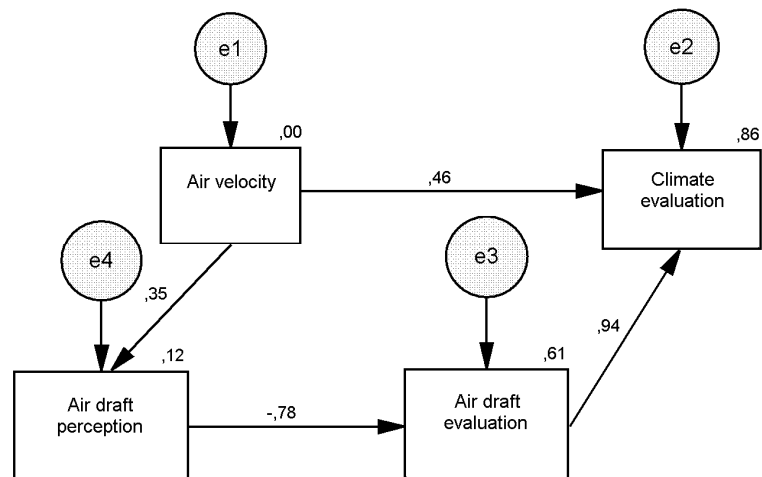 e1
e2
,00
,86
Air velocity
,46
Climate
evaluation
e4
e3
,35
,94
,12
,61
Air draft
perception
-,78
Air draft
evaluation